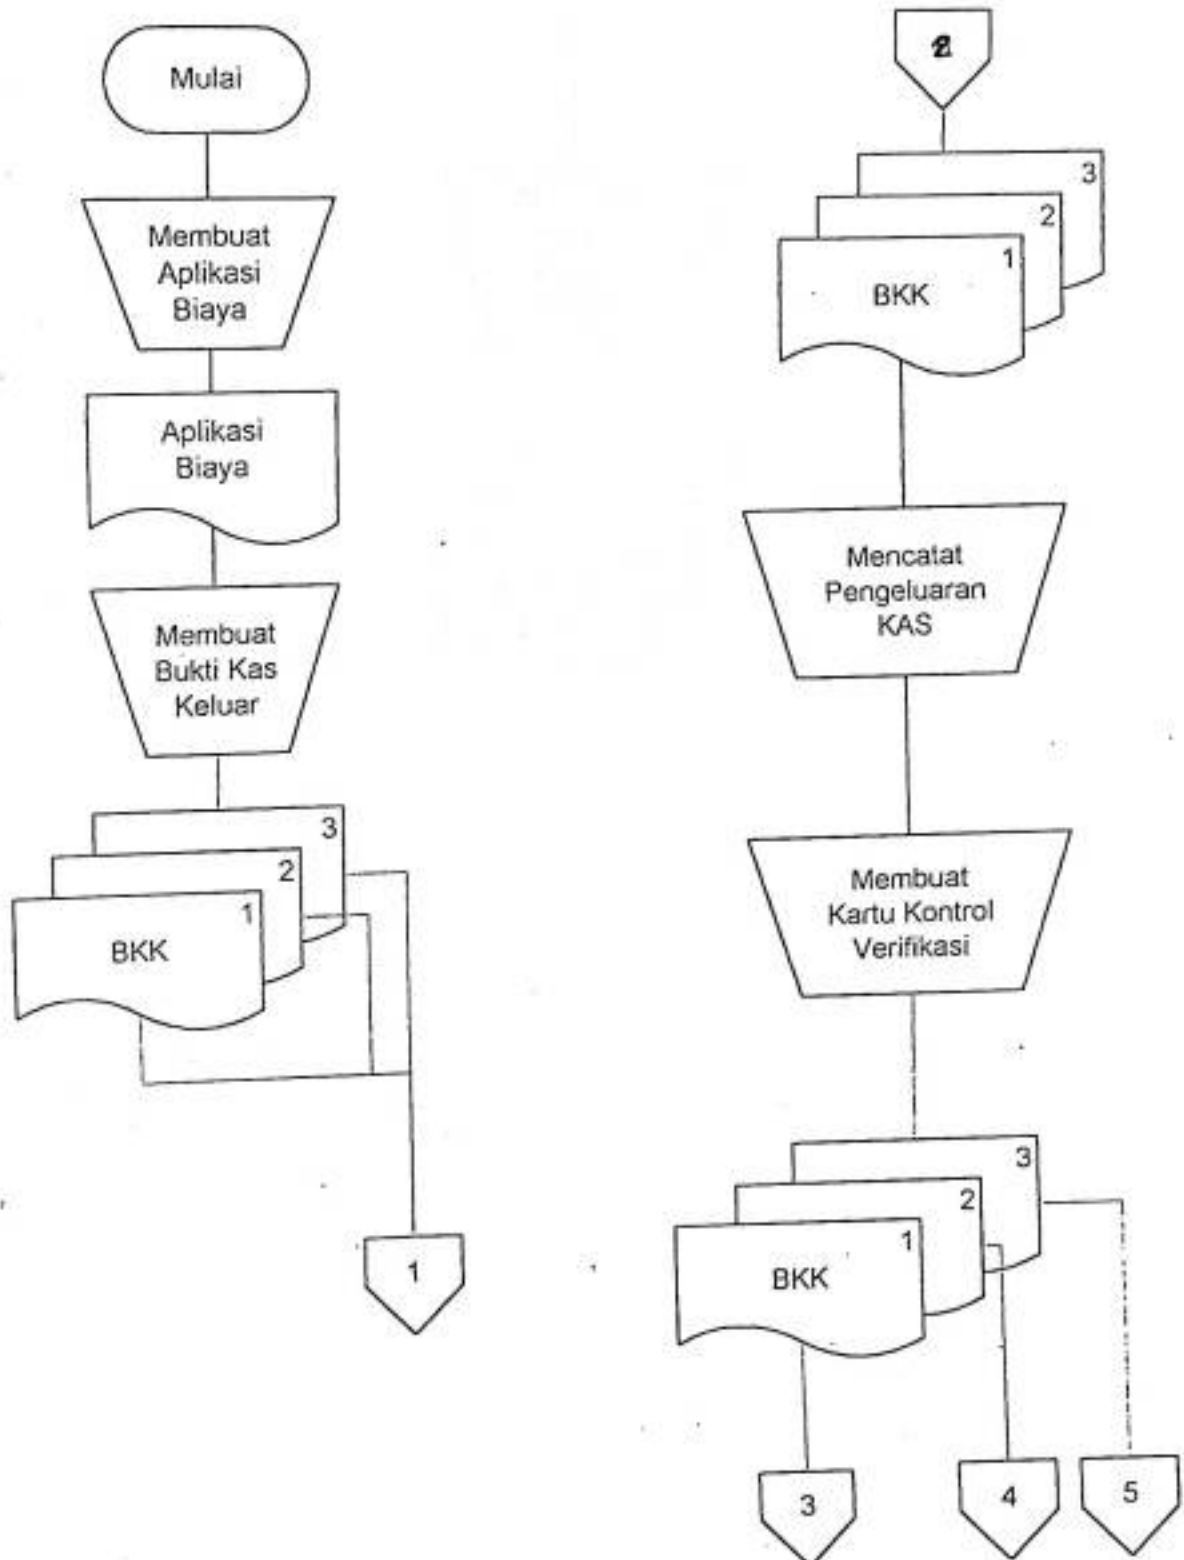 Mulai
Membuat
Aplikasi
Biaya
Aplikasi
Biaya
Membuat
Bukti Kas
Keluar
3
2
1
BKK
1
3
2
1
BKK
Mencatat
Pengeluaran
KAS
Membuat
Kartu Kontrol
Verifikasi
3
2
1
BKK
3
4
5